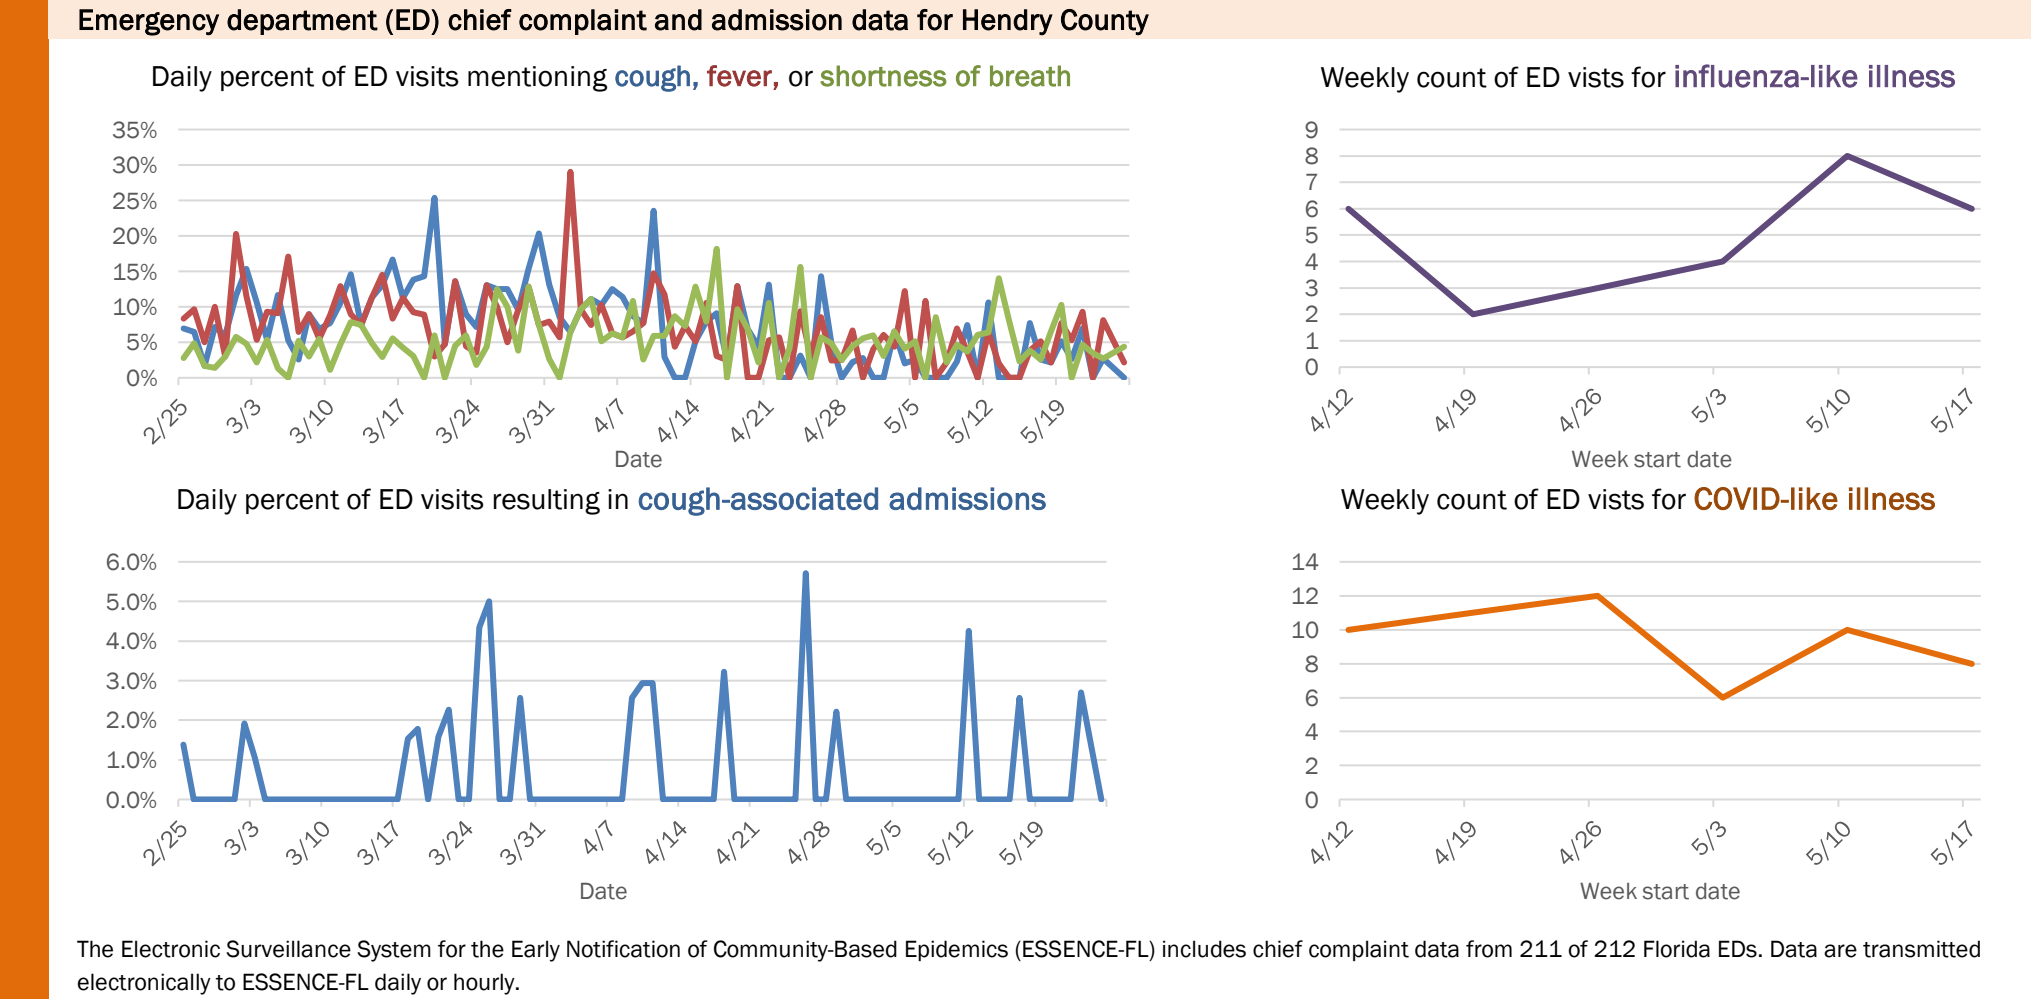 Emergency department (ED) chief complaint and admission data for Hendry County
Daily percent of ED visits mentioning cough, fever, or shortness of breath
35%
30%
25%
20%
15%
10%
5%
0%
2/25 3/3 3/10 3/17 3/24 3/31 4/7 4/14 4/21 4/28 5/5 5/12 5/19
Date
Weekly count of ED vists for influenza-like illness
9
8
7
6
5
4
3
2
1
0
4/12 4/19 4/26 5/3 5/10 5/17
Week start date
Daily percent of ED visits resulting in cough-associated admissions
6.0%
5.0%
4.0%
3.0%
2.0%
1.0%
0.0%
2/25 3/3 3/10 3/17 3/24 3/31 4/7 4/14 4/21 4/28 5/5 5/12 5/19
Date
Weekly count of ED vists for COVID-like illness
14
12
10
8
6
4
2
0
4/12 4/19 4/26 5/3 5/10 5/17
Week start date
The Electronic Surveillance System for the Early Notification of Community-Based Epidemics (ESSENCE-FL) includes chief complaint data from 211 of 212 Florida EDs. Data are transmitted
electronically to ESSENCE-FL daily or hourly.